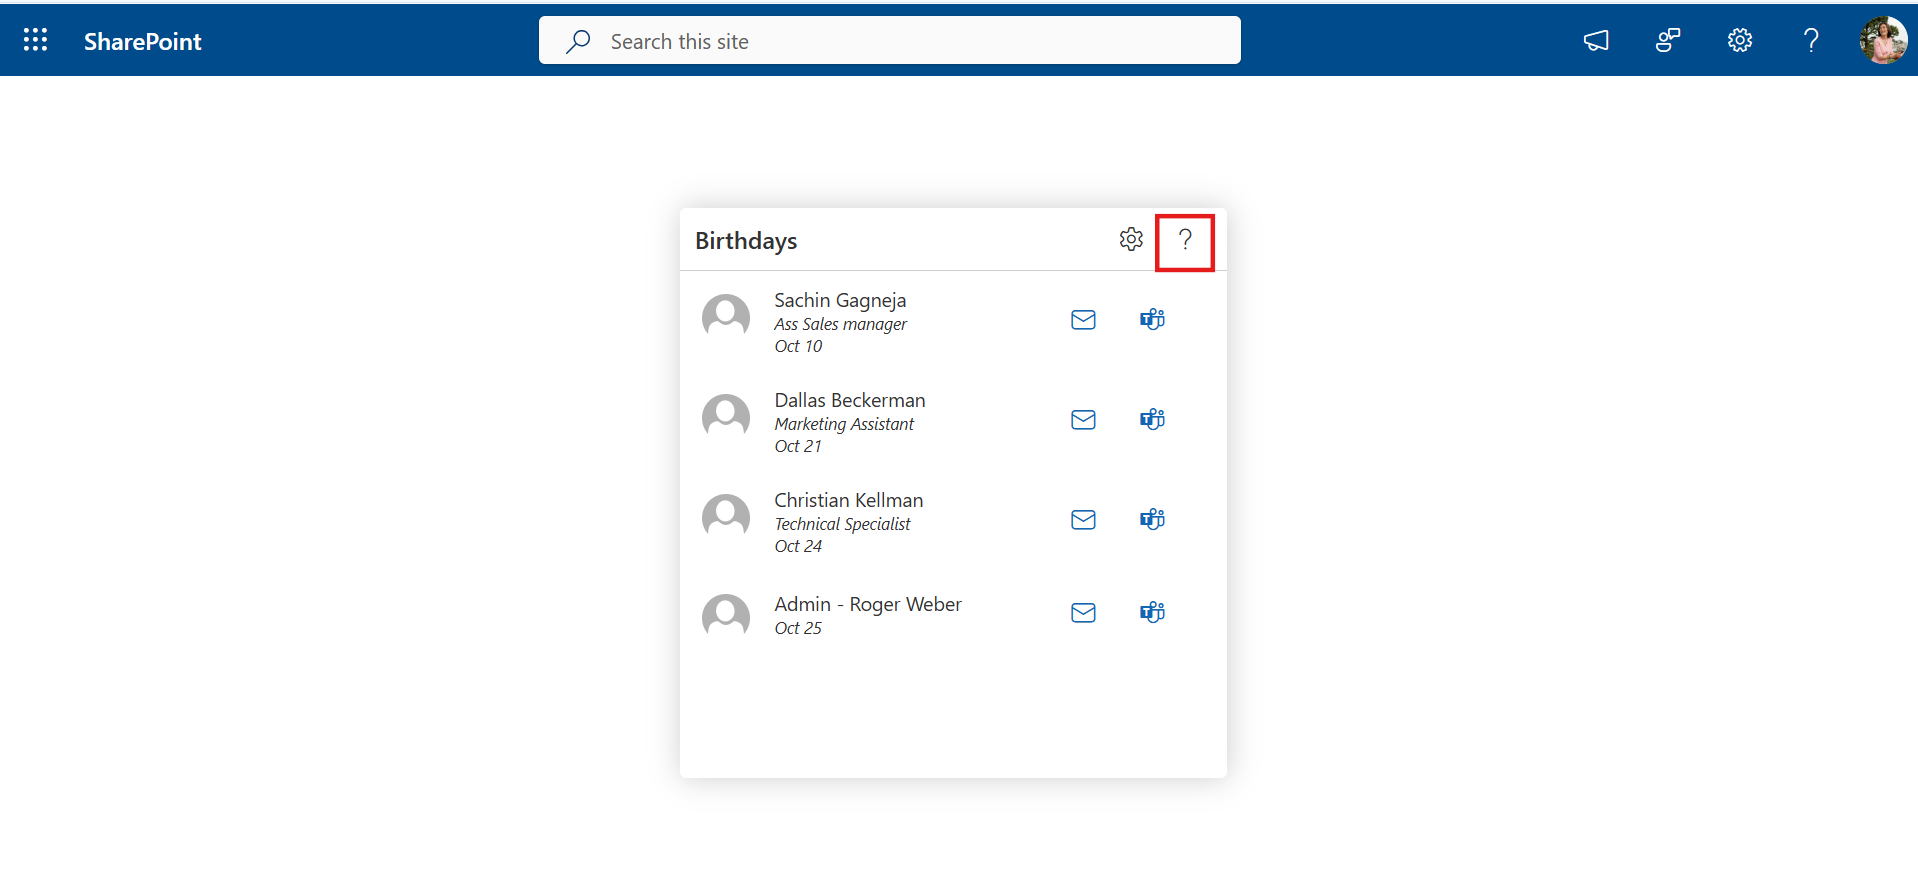 SharePoint
Search this site
Birthdays
Sachin Gagneja
Ass Sales manager
Oct 10
Dallas Beckerman
Marketing Assistant
Oct 21
Christian Kellman
Technical Specialist
Oct 24
Admin - Roger Weber
Oct 25